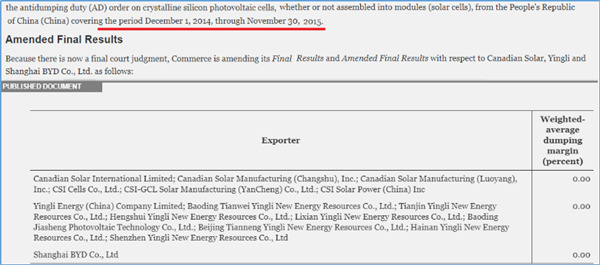 the antidumping duty (AD) order on crystalline silicon photovoltaic cells, whether or not assembled into modules (solar cells), from the People's Republic
of China (China) covering the period December 1, 2014, through November 30, 2015.
Amended Final Results
Because there is now a final court judgment, Commerce is amending its Final Results and Amended Final Results with respect to Canadian Solar, Yingli and
Shanghai BYD Co., Ltd. as follows:
PUBLISHED DOCUMENT
Exporter
Weighted-
average
dumping
margin
(percent)
Canadian Solar International Limited; Canadian Solar Manufacturing (Changshu), Inc.; Canadian Solar Manufacturing (Luoyang),
Inc.; CSI Cells Co., Ltd.; CSI-GCL Solar Manufacturing (YanCheng) Co., Ltd.; CSI Solar Power (China) Inc
0.00
Yingli Energy (China) Company Limited; Baoding Tianwei Yingli New Energy Resources Co., Ltd.; Tianjin Yingli New Energy
Resources Co., Ltd.; Hengshui Yingli New Energy Resources Co., Ltd.; Lixian Yingli New Energy Resources Co., Ltd.; Baoding
Jiasheng Photovoltaic Technology Co., Ltd.; Beijing Tianneng Yingli New Energy Resources Co., Ltd.; Hainan Yingli New Energy
Resources Co., Ltd.; Shenzhen Yingli New Energy Resources Co., Ltd
0.00
Shanghai BYD Co., Ltd
0.00